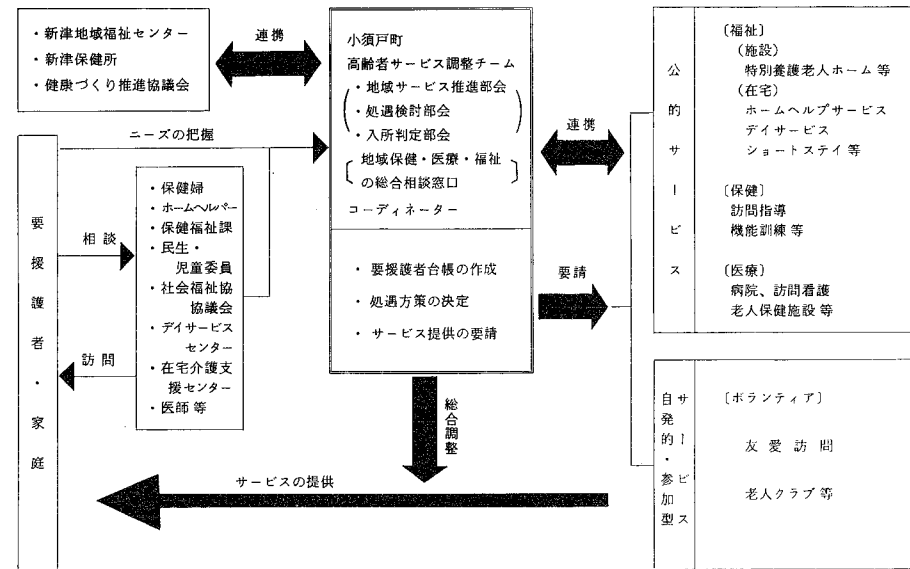 ・新津地域福祉センター
・新津保健所
・健康づくり推進協議会
連携
小須戸町
高齢者サービス調整チーム
・地域サービス推進部会
・処遇検討部会
・入所判定部会
地域保健・医療・福祉
の総合相談窓口
コーディネーター
・要援護者台帳の作成
・処遇方策の決定
・サービス提供の要請
連携
要請
公的サービス
〔福祉〕
（施設）
特別養護老人ホーム等
（在宅）
ホームヘルプサービス
デイサービス
ショートステイ等
〔保健〕
訪問指導
機能訓練等
〔医療〕
病院、訪問看護
老人保健施設等
ニーズの把握
要援護者・家庭
相談
訪問
・保健婦
・ホームヘルパー
・保健福祉課
・民生・
児童委員
・社会福祉協
協議会
・デイサービス
センター
・在宅介護支
援センター
・医師等
総合調整
サービスの提供
自発的・参加型
サービス
〔ボランティア〕
友愛訪問
老人クラブ等